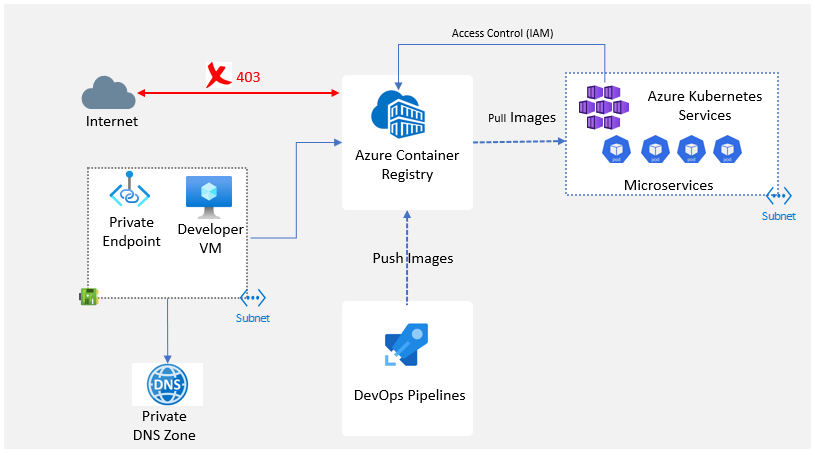 Access Control (IAM)
403
Internet
Azure Container
Registry
Pull Images
Azure Kubernetes
Services
pod
pod
pod
pod
Microservices
Subnet
Private
Endpoint
Developer
VM
Subnet
Push Images
DNS
Private
DNS Zone
DevOps Pipelines